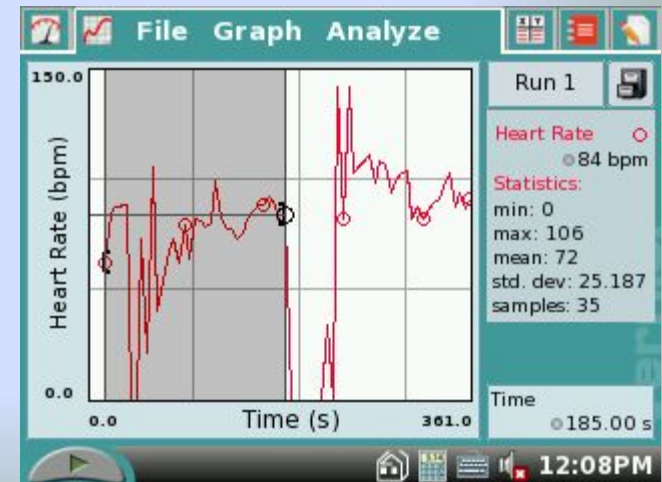 File Graph Analyze
X Y
150.0
Heart Rate (bpm)
0.0
0.0 Time (s) 361.0
Run 1
Heart Rate
84 bpm
Statistics:
min: 0
max: 106
mean: 72
std. dev: 25.187
samples: 35
Time
185.00 s
12:08PM